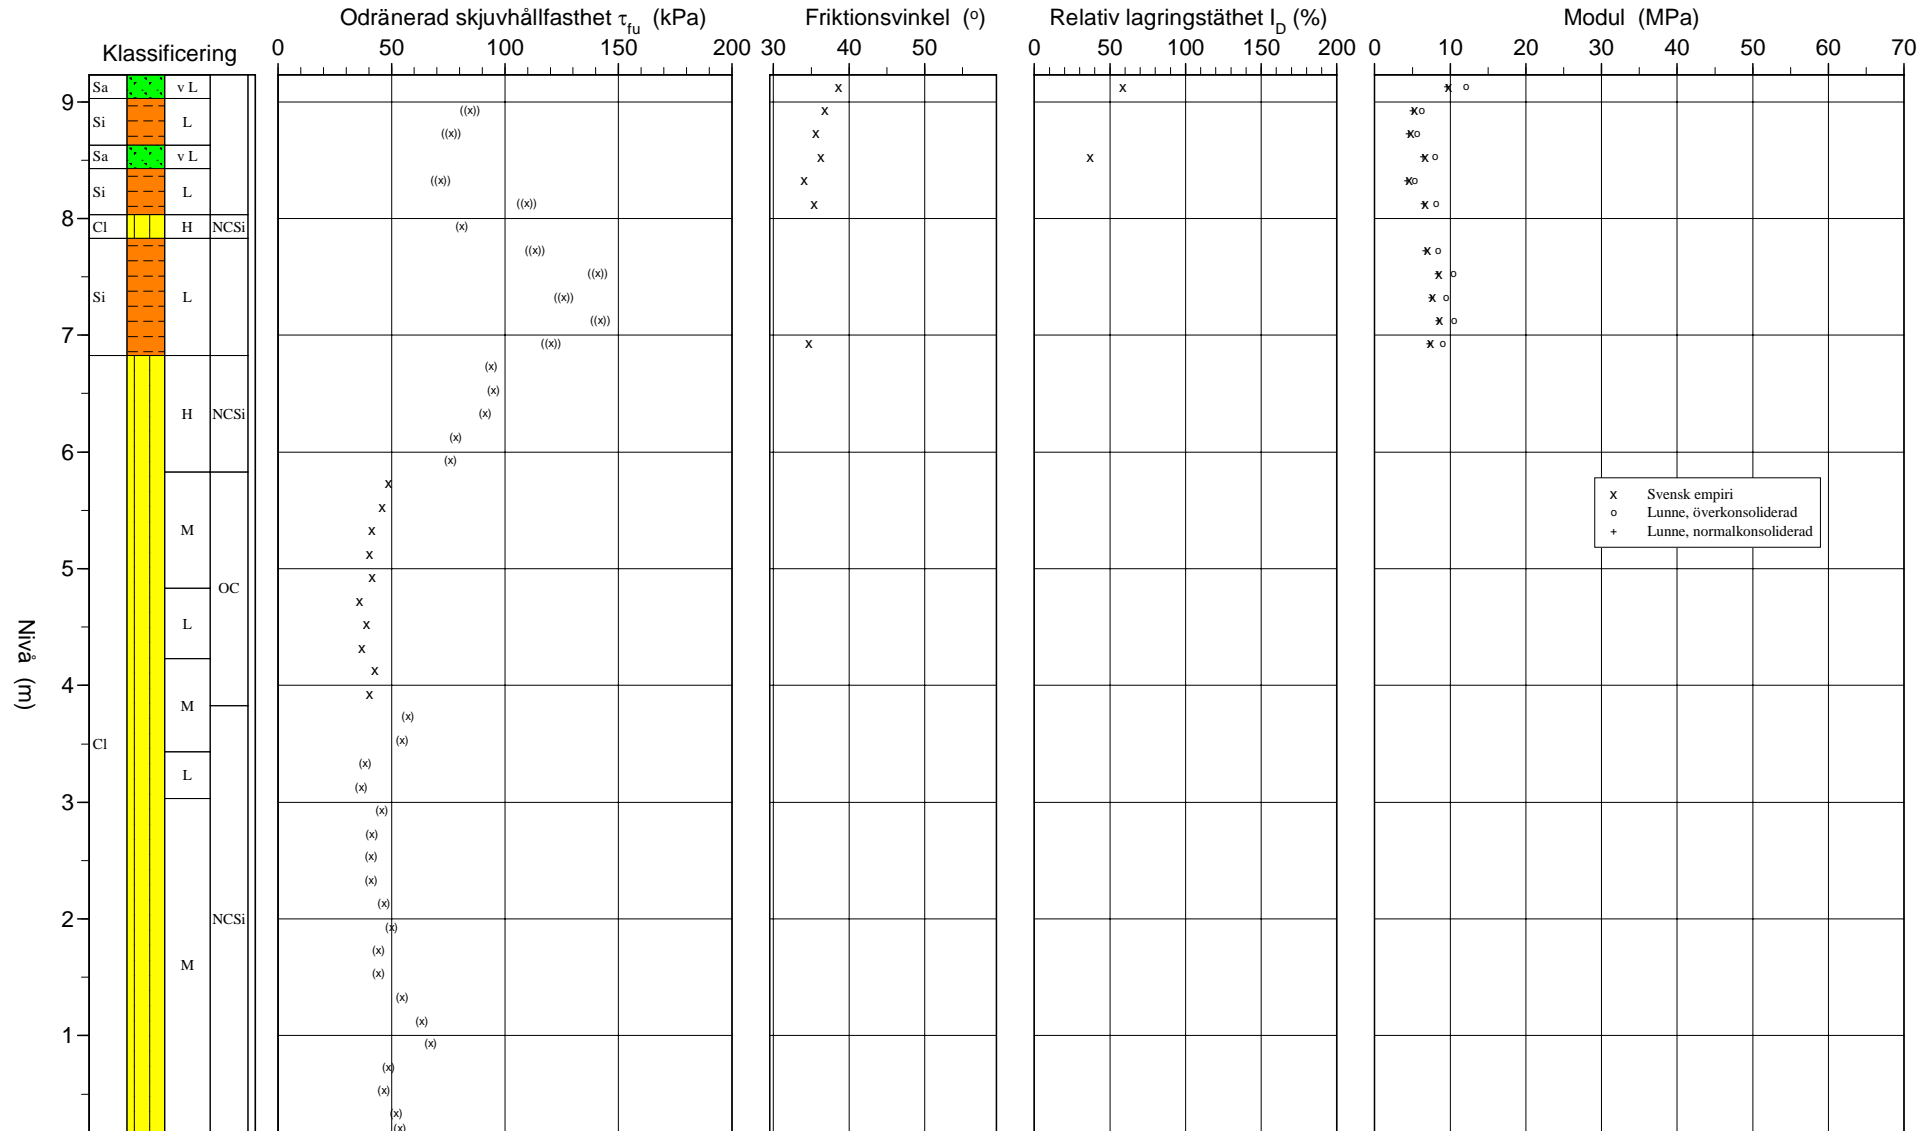 Odränerad skjuvhållfasthet τfu (kPa)
Friktionsvinkel (o)
Relativ lagringstäthet ID (%)
Modul (MPa)
Klassificering
0 50 100 150 200
30 40 50
0 50 100 150 200
0 10 20 30 40 50 60 70
Sa v L
9
Si L
Sa v L
Si L
8
Cl H NCSi
Si L
7
H NCSi
6
x Svensk empiri
o Lunne, överkonsoliderad
+ Lunne, normalkonsoliderad
M
5
OC
L
Nivå (m)
4
M
Cl
L
3
2
NCSi
M
1